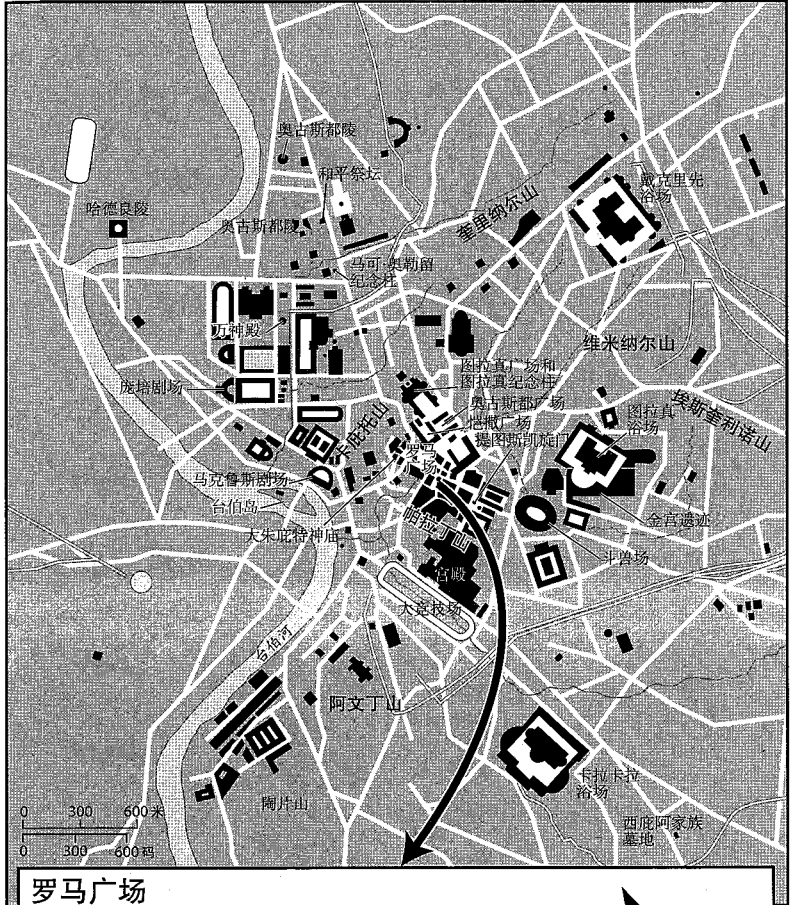 奥古斯都陵
和平祭坛
戴克里先
浴场
哈德良陵
奥古斯都陵
奎里纳尔山
马可·奥勒留
纪念柱
万神殿
维米纳尔山
图拉真广场和
图拉真纪念柱
庞培剧场
奥古斯都广场
埃斯奎利诺山
图拉真
浴场
恺撒广场
卡庇托山
提图斯凯旋门
罗马
广场
马克鲁斯剧场
台伯岛
金宫遗迹
大朱庇特神庙
帕拉丁山
斗兽场
宫殿
大竞技场
台伯河
阿文丁山
卡拉卡拉
浴场
陶片山
西庇阿家族
墓地
0 300 600米
0 300 600码
罗马广场